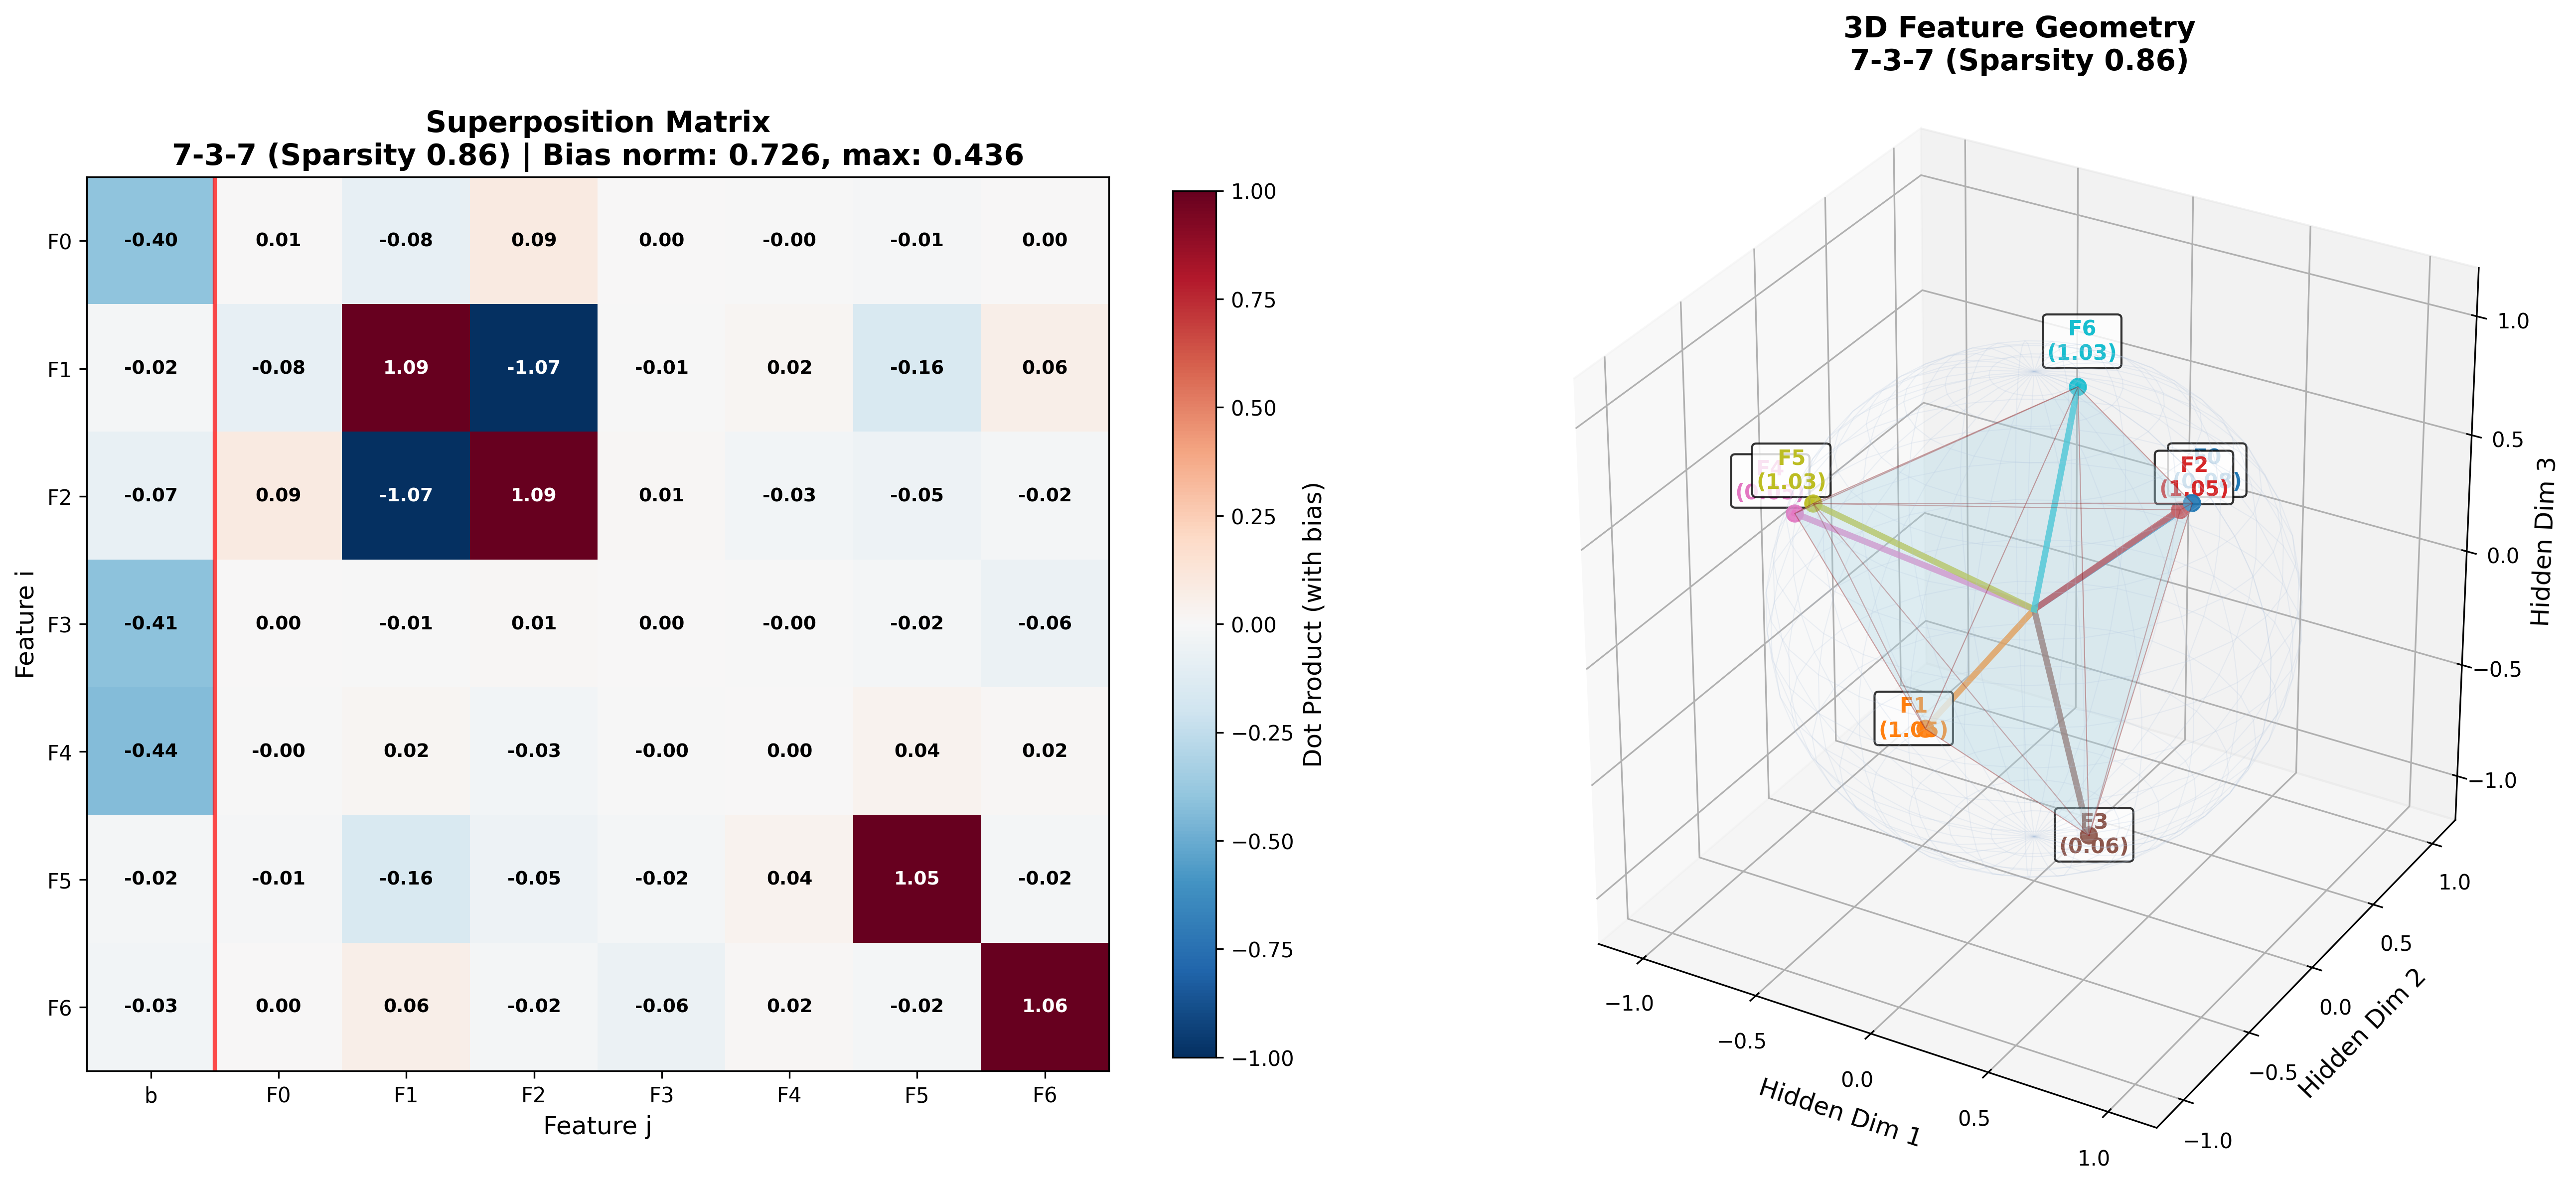 Superposition Matrix
7-3-7 (Sparsity 0.86) | Bias norm: 0.726, max: 0.436
F0 -0.40 0.01 -0.08 0.09 0.00 -0.00 -0.01 0.00
F1 -0.02 -0.08 1.09 -1.07 -0.01 0.02 -0.16 0.06
F2 -0.07 0.09 -1.07 1.09 0.01 -0.03 -0.05 -0.02
F3 -0.41 0.00 -0.01 0.01 0.00 -0.00 -0.02 -0.06
F4 -0.44 -0.00 0.02 -0.03 -0.00 0.00 0.04 0.02
F5 -0.02 -0.01 -0.16 -0.05 -0.02 0.04 1.05 -0.02
F6 -0.03 0.00 0.06 -0.02 -0.06 0.02 -0.02 1.06
b F0 F1 F2 F3 F4 F5 F6
Feature j
Feature i
1.00
0.75
0.50
0.25
0.00
−0.25
−0.50
−0.75
−1.00
Dot Product (with bias)
3D Feature Geometry
7-3-7 (Sparsity 0.86)
F6
(1.03)
F5
(1.03)
F4
F2
(1.05)
F0
F1
F3
(0.06)
1.0
0.5
0.0
−0.5
−1.0
Hidden Dim 3
1.0
0.5
0.0
−0.5
−1.0
Hidden Dim 2
−1.0
−0.5
0.0
0.5
1.0
Hidden Dim 1